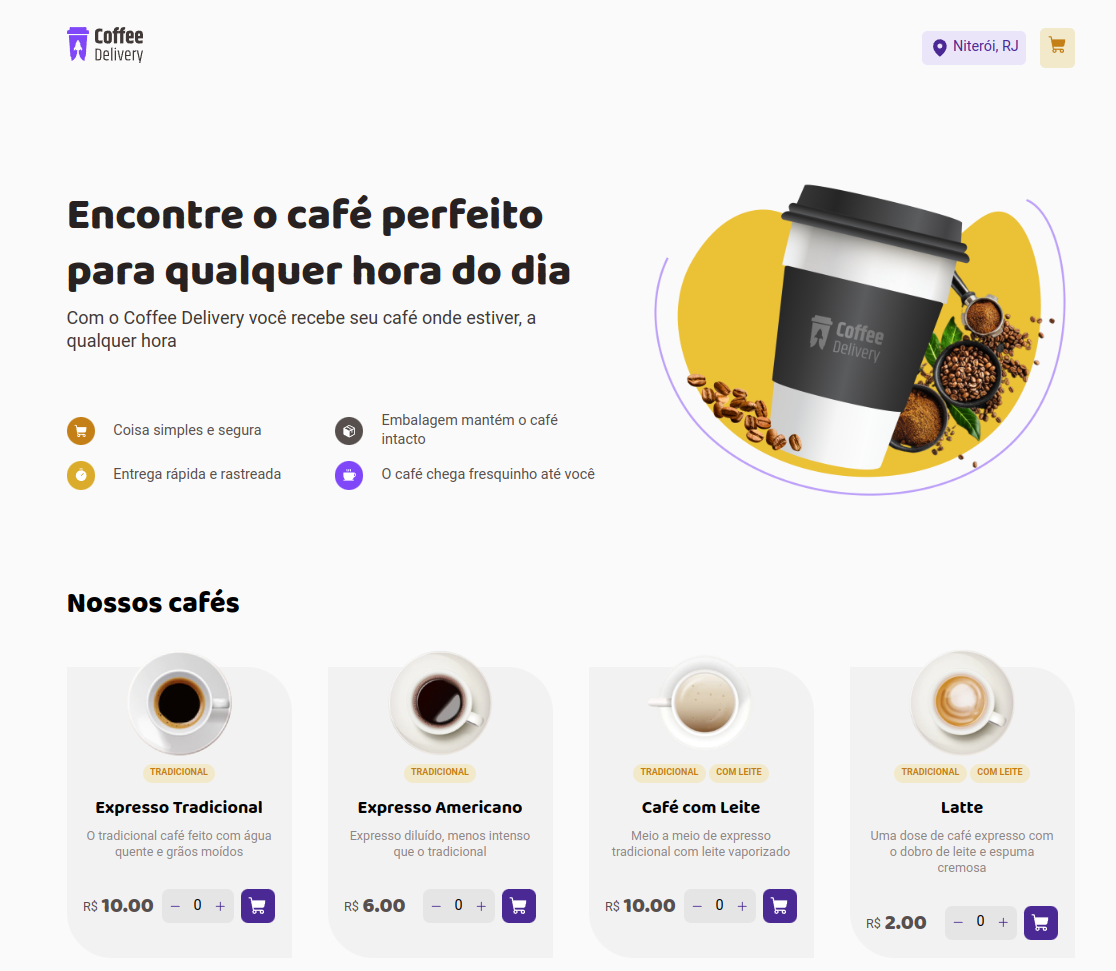 Coffee
Delivery
Niterói, RJ
Encontre o café perfeito
para qualquer hora do dia
Com o Coffee Delivery você recebe seu café onde estiver, a
qualquer hora
Coisa simples e segura
Embalagem mantém o café
intacto
Entrega rápida e rastreada
O café chega fresquinho até você
Coffee
Delivery
Nossos cafés
TRADICIONAL
Expresso Tradicional
O tradicional café feito com água
quente e grãos moídos
R$ 10.00 − 0 +
TRADICIONAL
Expresso Americano
Expresso diluído, menos intenso
que o tradicional
R$ 6.00 − 0 +
TRADICIONAL COM LEITE
Café com Leite
Meio a meio de expresso
tradicional com leite vaporizado
R$ 10.00 − 0 +
TRADICIONAL COM LEITE
Latte
Uma dose de café expresso com
o dobro de leite e espuma
cremosa
R$ 2.00 − 0 +